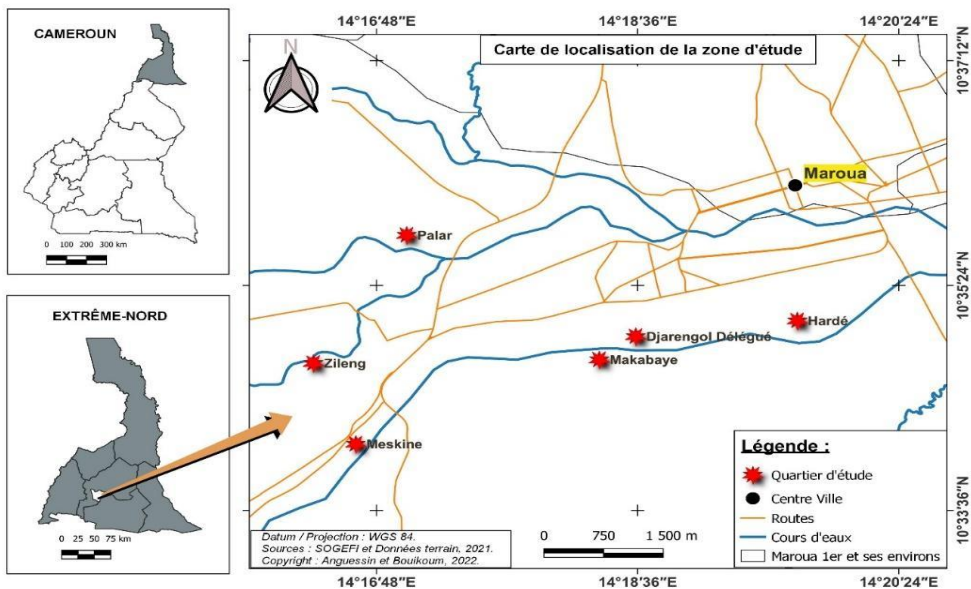 CAMEROUN
0 100 200 300 km
EXTRÊME-NORD
0 25 50 75 km
14°16'48"E 14°18'36"E 14°20'24"E
Carte de localisation de la zone d'étude
N
10°37'12"N
10°35'24"N
10°33'36"N
Maroua
Palar
Hardé
Djarengol Délégué
Makabaye
Zileng
Meskine
Légende :
Quartier d'étude
Centre Ville
Routes
Cours d'eaux
Maroua 1er et ses environs
Datum / Projection : WGS 84.
Sources : SOGEFI et Données terrain, 2021.
Copyright : Anguessin et Bouikoum, 2022.
0 750 1 500 m
14°16'48"E 14°18'36"E 14°20'24"E